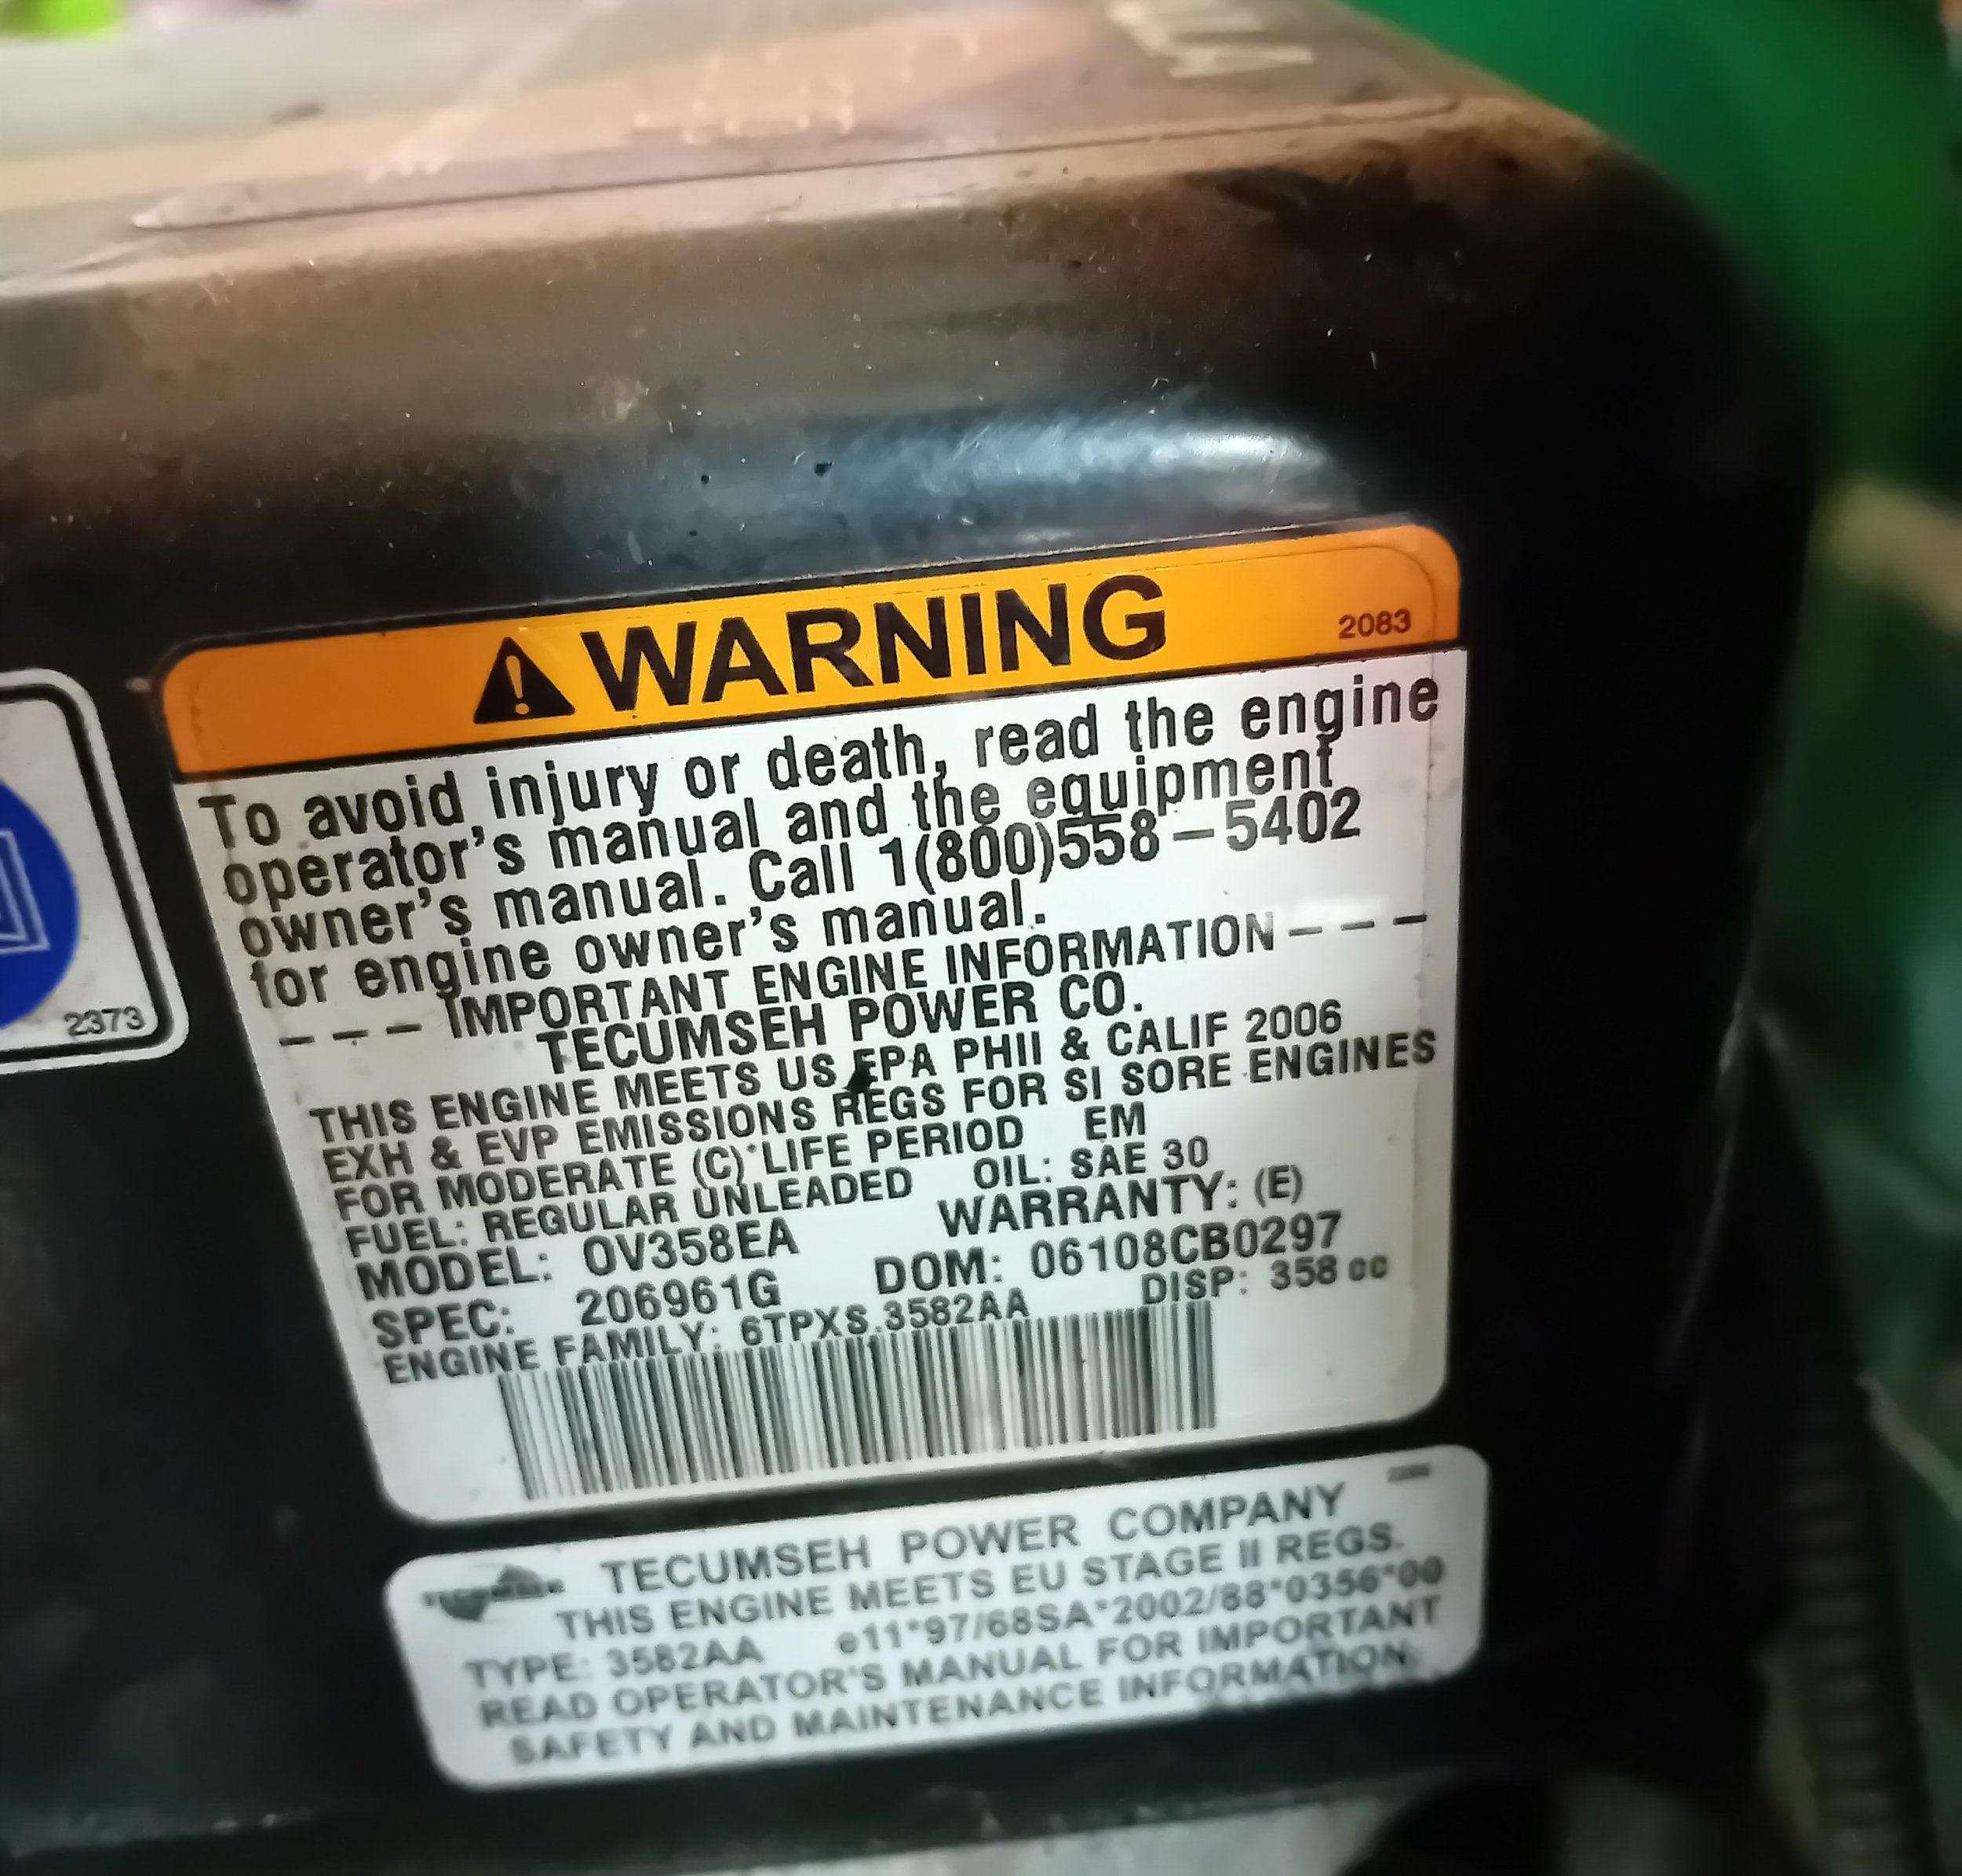 WARNING
2083
To avoid injury or death, read the engine
operator's manual and the equipment
owner's manual. Call 1(800)558-5402
for engine owner's manual.
--- IMPORTANT ENGINE INFORMATION ---
TECUMSEH POWER CO.
THIS ENGINE MEETS US EPA PHII & CALIF 2006
EXH & EVP EMISSIONS REGS FOR SI SORE ENGINES
FOR MODERATE (C) LIFE PERIOD EM
FUEL: REGULAR UNLEADED OIL: SAE 30
MODEL: OV358EA WARRANTY: (E)
SPEC: 206961G DOM: 06108CB0297
ENGINE FAMILY: 6TPXS.3582AA DISP: 358 cc
2373
TECUMSEH
TECUMSEH POWER COMPANY
THIS ENGINE MEETS EU STAGE II REGS.
TYPE: 3582AA e11*97/68SA*2002/88*0356*00
READ OPERATOR'S MANUAL FOR IMPORTANT
SAFETY AND MAINTENANCE INFORMATION.